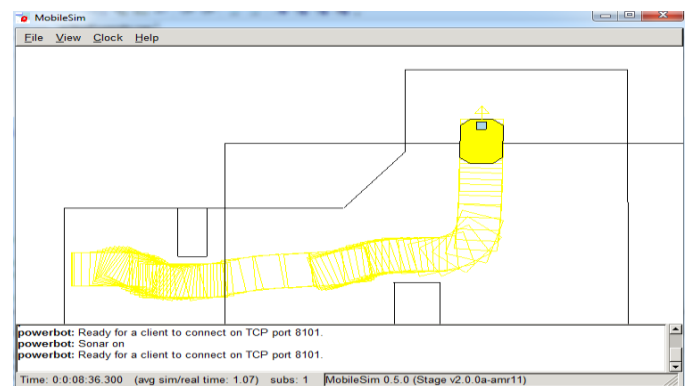 MobileSim
File View Clock Help
powerbot: Ready for a client to connect on TCP port 8101.
powerbot: Sonar on
powerbot: Ready for a client to connect on TCP port 8101.
Time: 0:0:08:36.300 (avg sim/real time: 1.07) subs: 1 MobileSim 0.5.0 (Stage v2.0.0a-amr11)